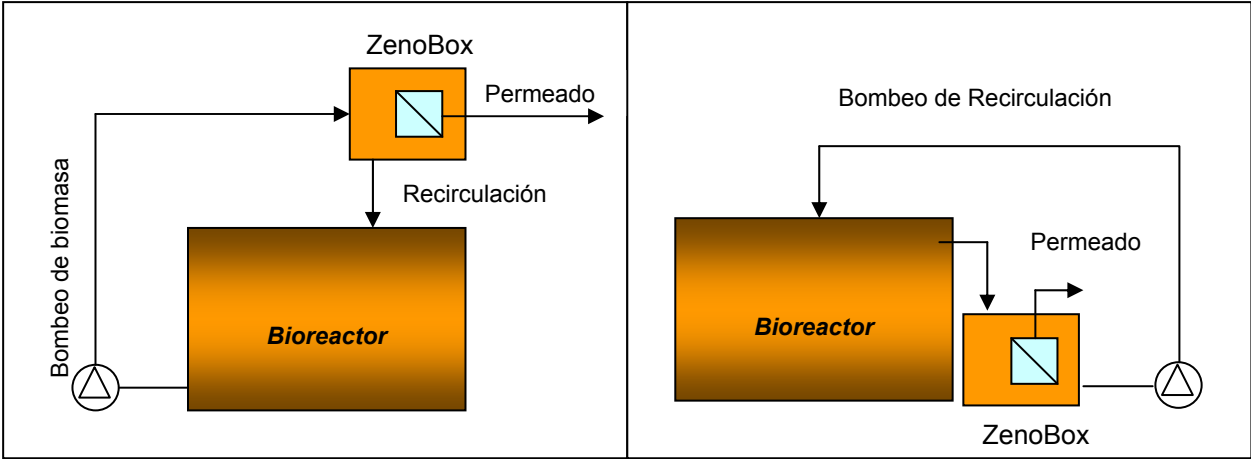 ZenoBox
Permeado
Bombeo de biomasa
Recirculación
Bioreactor
Bombeo de Recirculación
Permeado
Bioreactor
ZenoBox